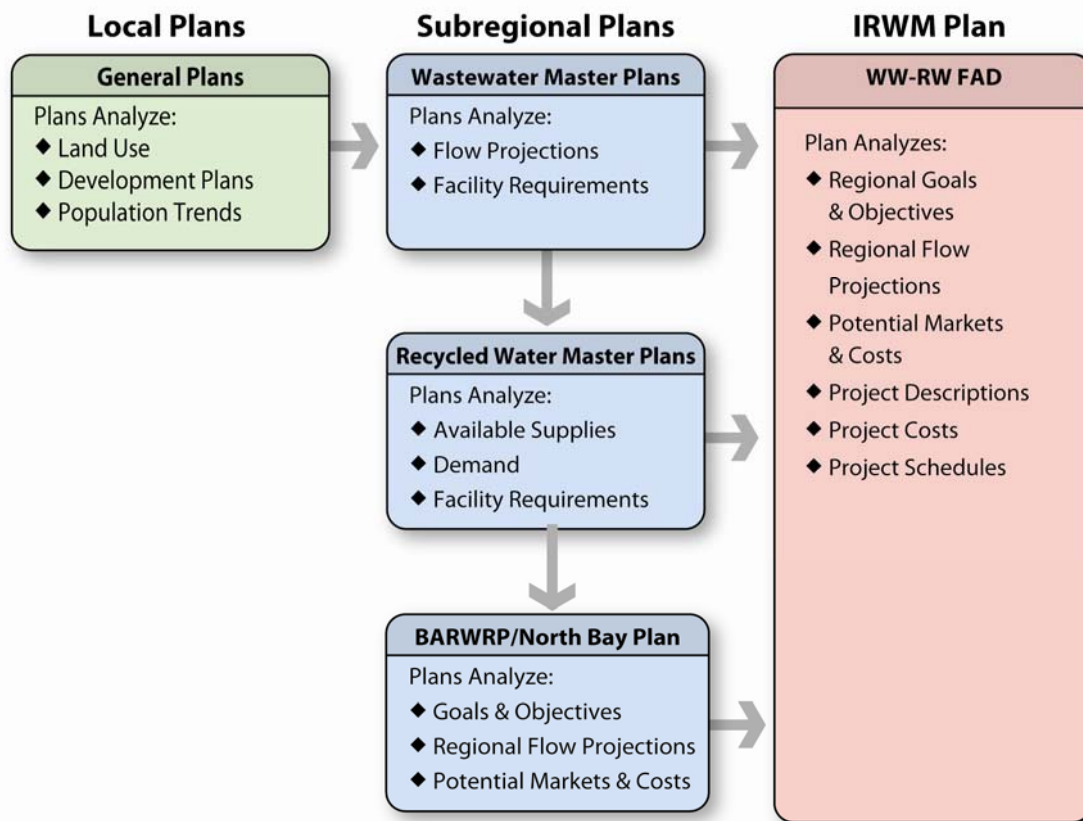 Local Plans
General Plans
Plans Analyze:
◆ Land Use
◆ Development Plans
◆ Population Trends
Subregional Plans
Wastewater Master Plans
Plans Analyze:
◆ Flow Projections
◆ Facility Requirements
Recycled Water Master Plans
Plans Analyze:
◆ Available Supplies
◆ Demand
◆ Facility Requirements
BARWRP/North Bay Plan
Plans Analyze:
◆ Goals & Objectives
◆ Regional Flow Projections
◆ Potential Markets & Costs
IRWM Plan
WW-RW FAD
Plan Analyzes:
◆ Regional Goals
& Objectives
◆ Regional Flow
Projections
◆ Potential Markets
& Costs
◆ Project Descriptions
◆ Project Costs
◆ Project Schedules